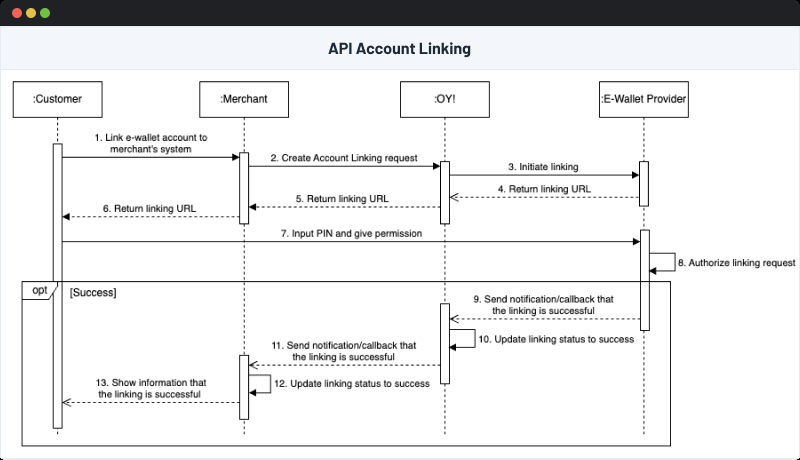 API Account Linking
:Customer
:Merchant
:OY!
:E-Wallet Provider
1. Link e-wallet account to
merchant's system
2. Create Account Linking request
3. Initiate linking
4. Return linking URL
5. Return linking URL
6. Return linking URL
7. Input PIN and give permission
8. Authorize linking request
opt
[Success]
9. Send notification/callback that
the linking is successful
10. Update linking status to success
11. Send notification/callback that
the linking is successful
12. Update linking status to success
13. Show information that
the linking is successful